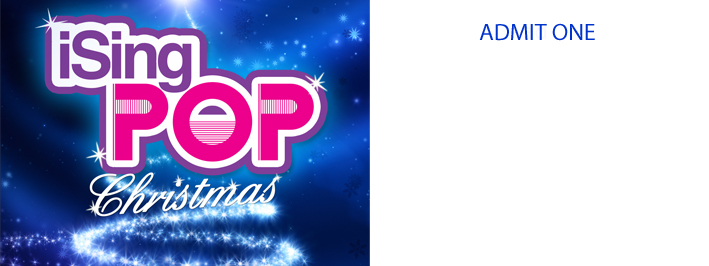 iSing
POP
Christmas
ADMIT ONE